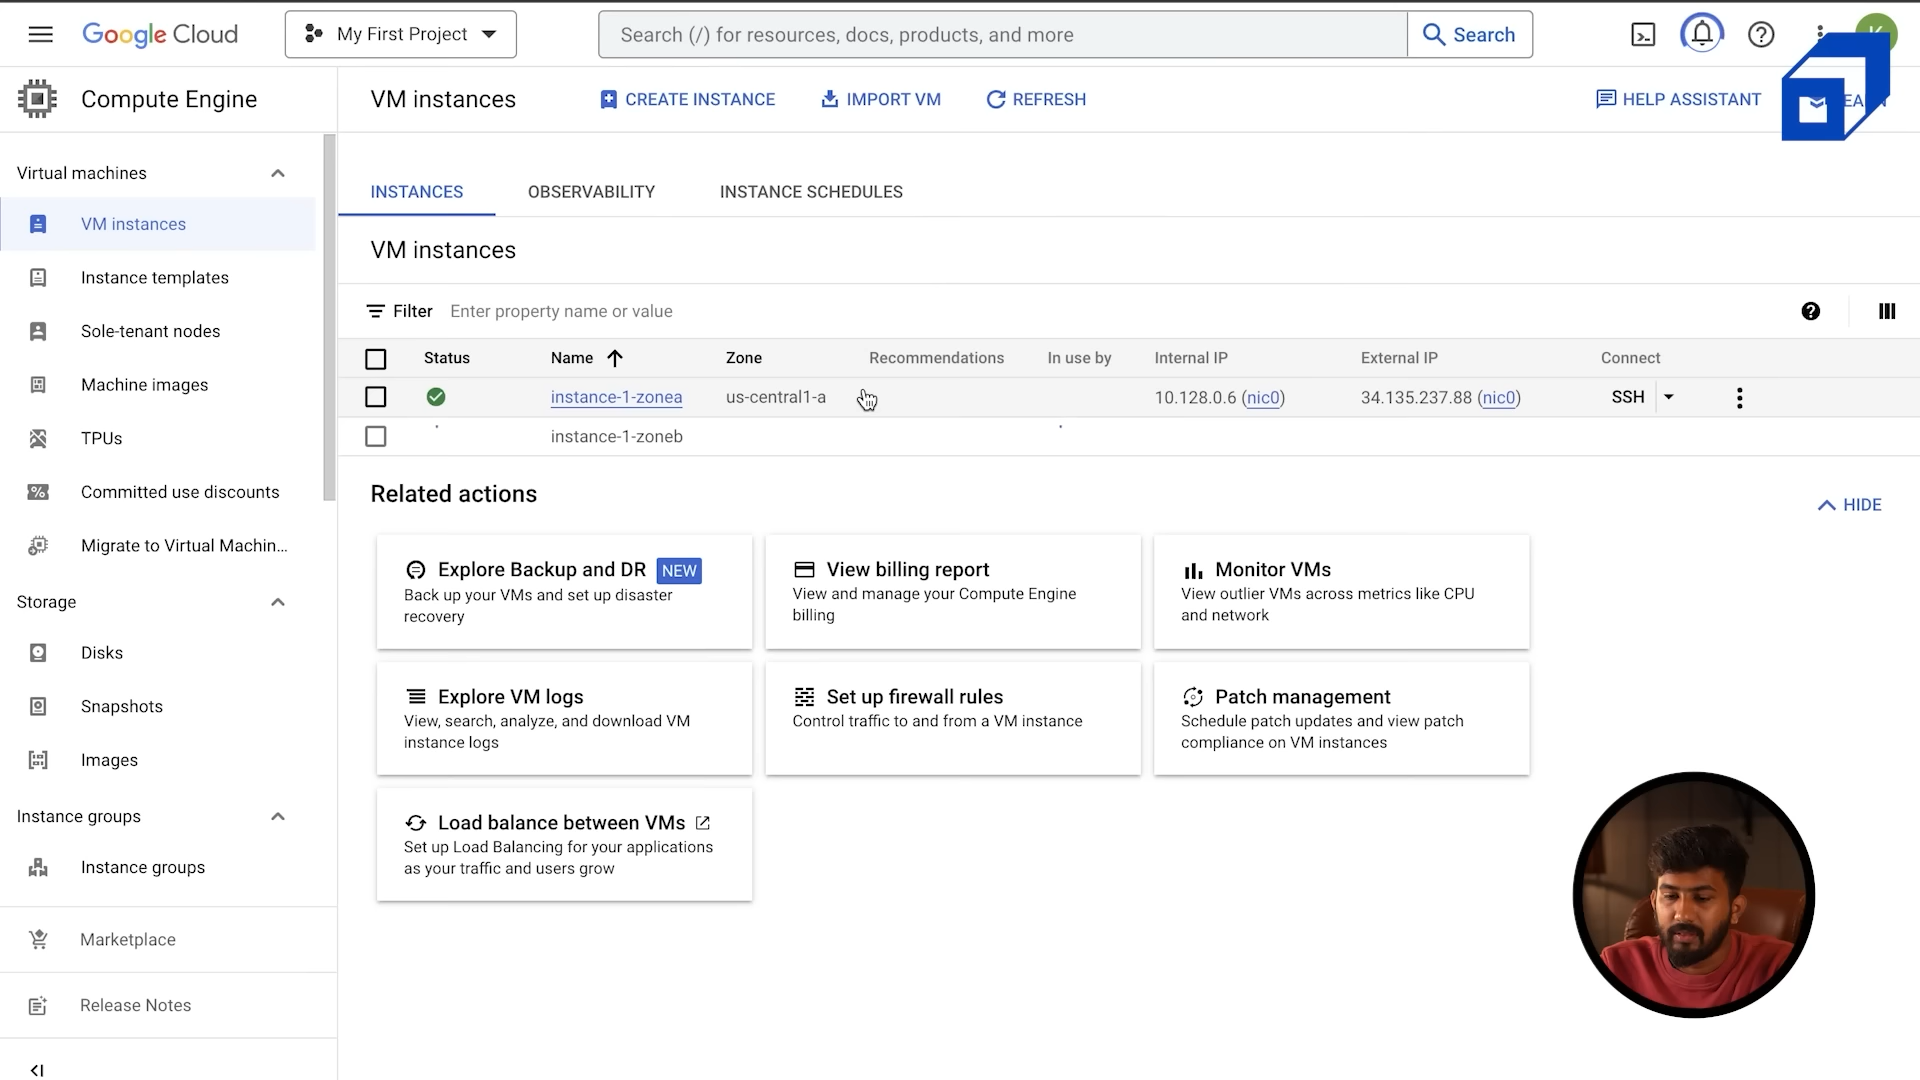 Google Cloud
My First Project
Search (/) for resources, docs, products, and more
Search
Compute Engine
VM instances
CREATE INSTANCE
IMPORT VM
REFRESH
HELP ASSISTANT
Virtual machines
VM instances
Instance templates
Sole-tenant nodes
Machine images
TPUs
Committed use discounts
Migrate to Virtual Machin...
Storage
Disks
Snapshots
Images
Instance groups
Instance groups
Marketplace
Release Notes
INSTANCES
OBSERVABILITY
INSTANCE SCHEDULES
VM instances
Filter
Enter property name or value
Status
Name
Zone
Recommendations
In use by
Internal IP
External IP
Connect
instance-1-zonea
us-central1-a
10.128.0.6 (nic0)
34.135.237.88 (nic0)
SSH
instance-1-zoneb
Related actions
HIDE
Explore Backup and DR NEW
Back up your VMs and set up disaster
recovery
View billing report
View and manage your Compute Engine
billing
Monitor VMs
View outlier VMs across metrics like CPU
and network
Explore VM logs
View, search, analyze, and download VM
instance logs
Set up firewall rules
Control traffic to and from a VM instance
Patch management
Schedule patch updates and view patch
compliance on VM instances
Load balance between VMs
Set up Load Balancing for your applications
as your traffic and users grow